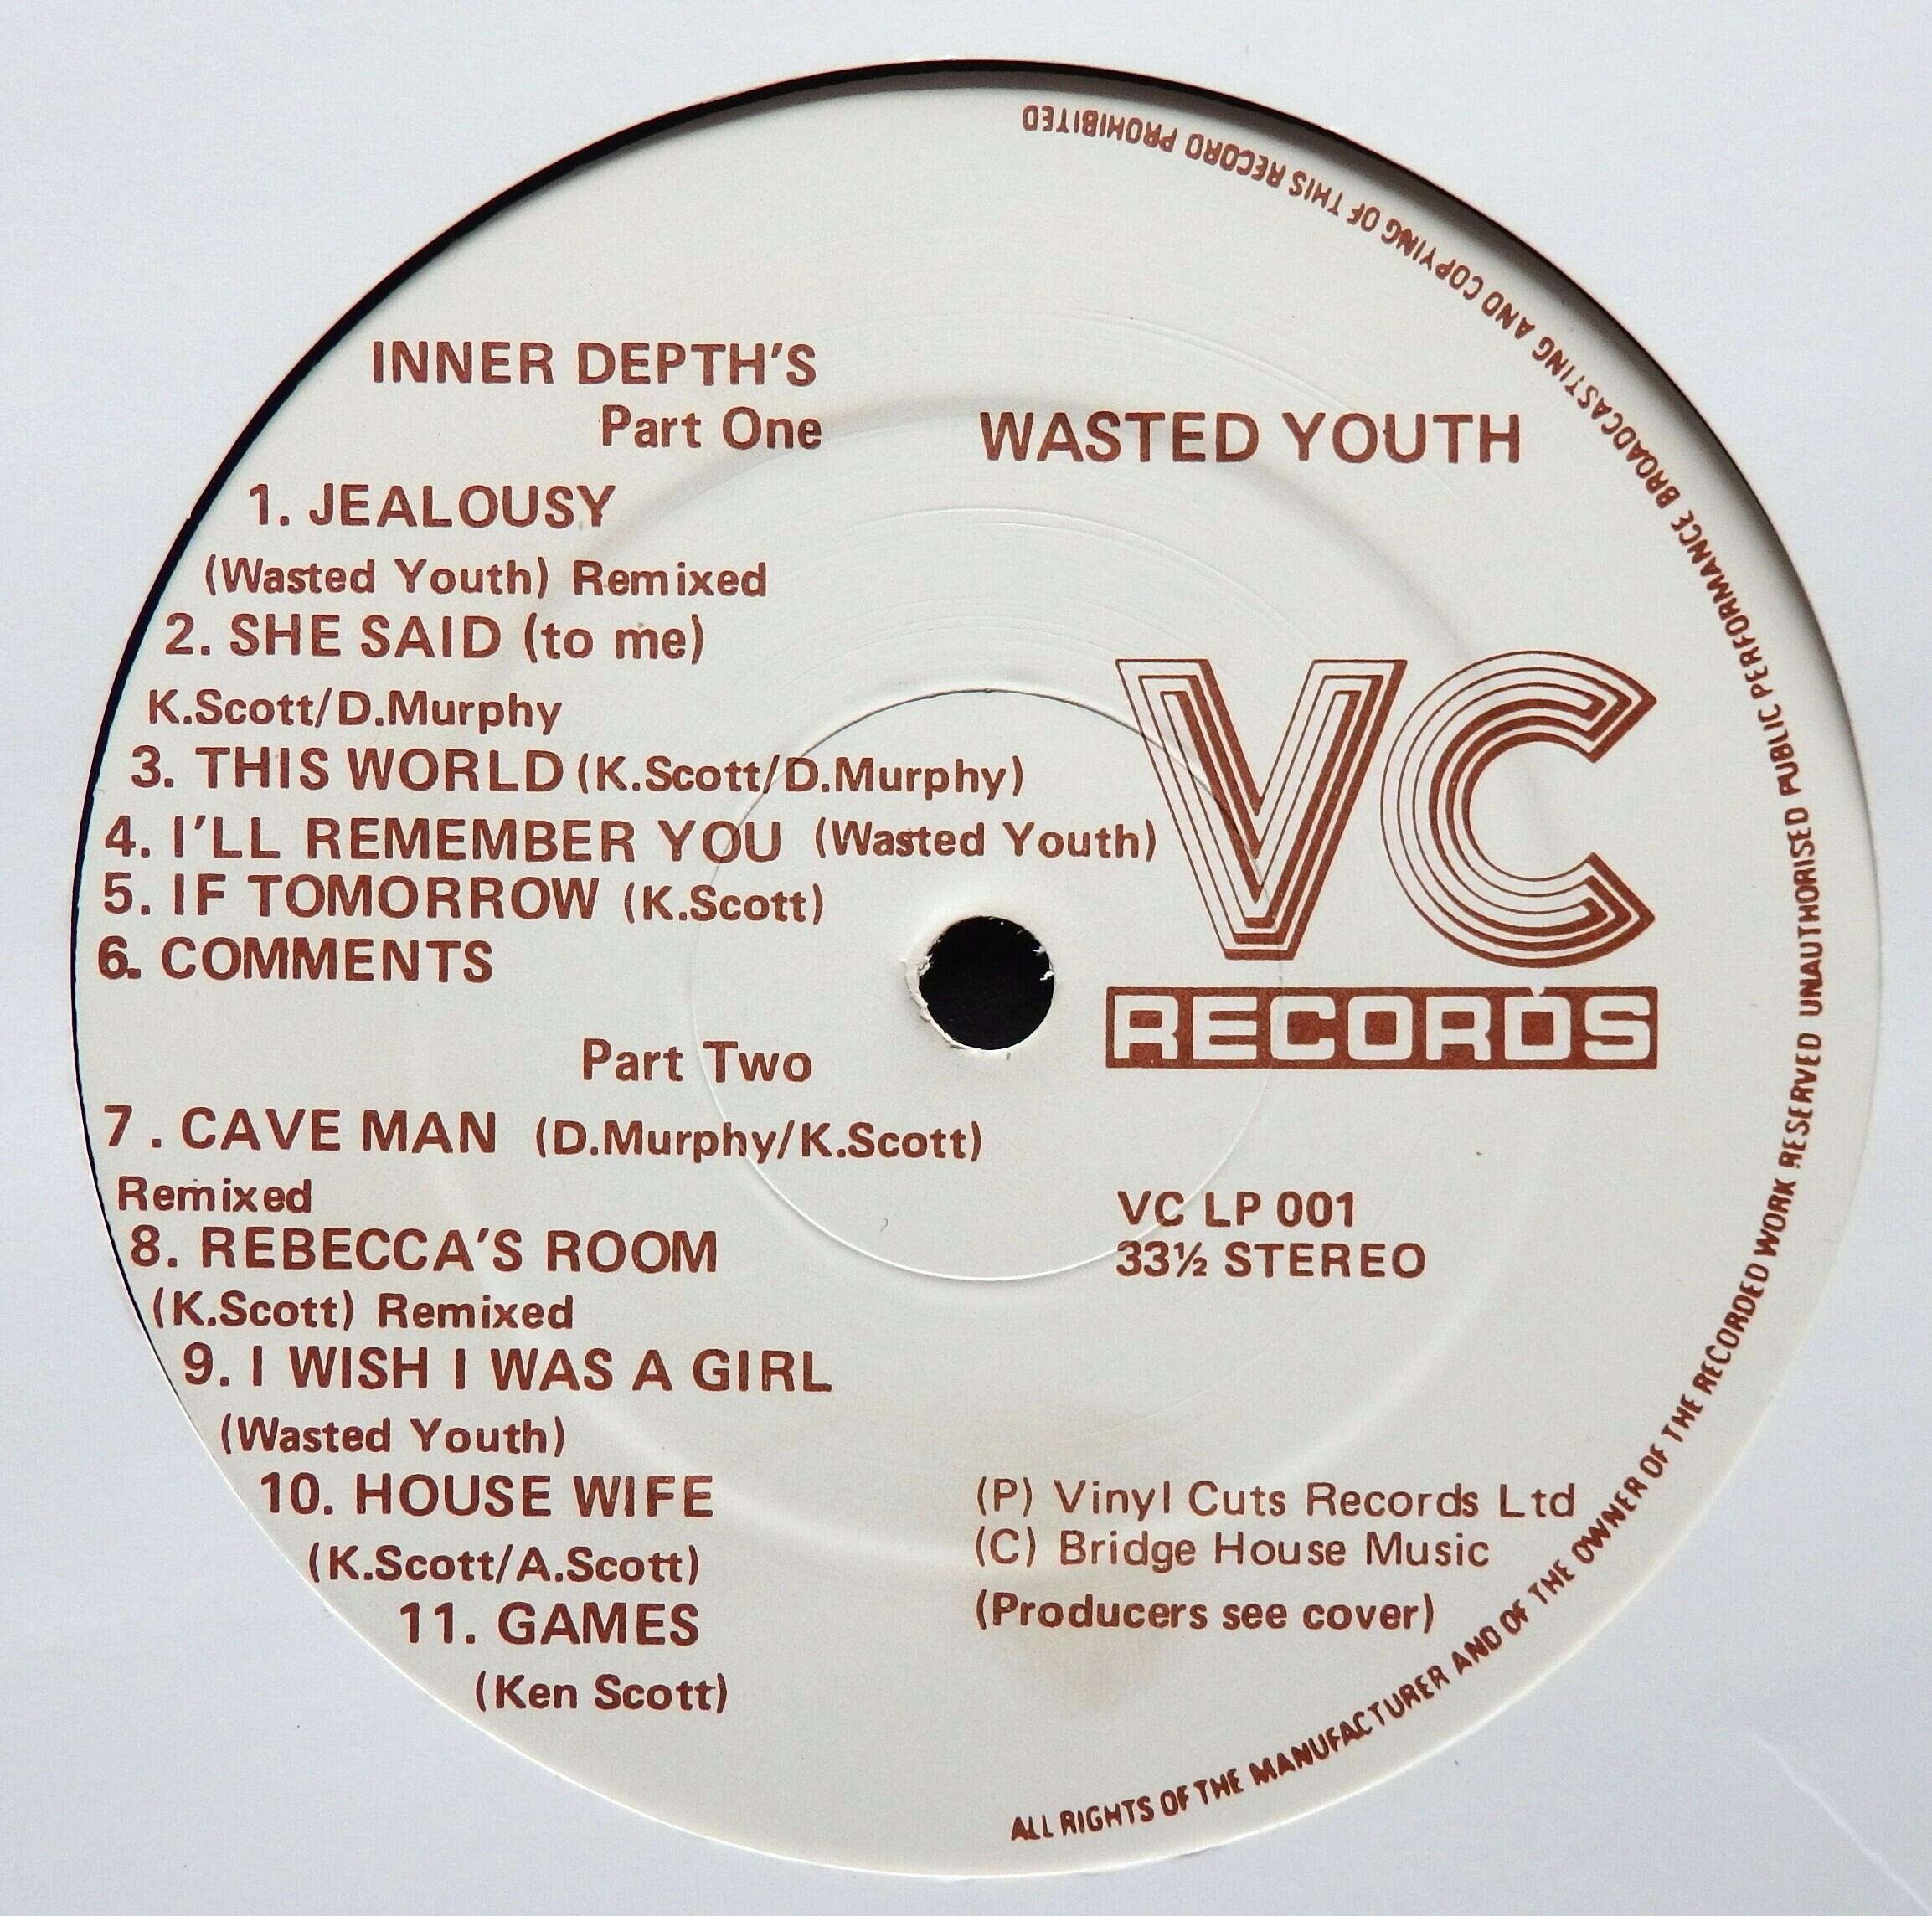 INNER DEPTH'S
Part One
1. JEALOUSY
(Wasted Youth) Remixed
2. SHE SAID (to me)
K.Scott/D.Murphy
3. THIS WORLD (K.Scott/D.Murphy)
4. I'LL REMEMBER YOU (Wasted Youth)
5. IF TOMORROW (K.Scott)
6. COMMENTS
Part Two
7. CAVE MAN (D.Murphy/K.Scott)
Remixed
8. REBECCA'S ROOM
(K.Scott) Remixed
9. I WISH I WAS A GIRL
(Wasted Youth)
10. HOUSE WIFE
(K.Scott/A.Scott)
11. GAMES
(Ken Scott)
WASTED YOUTH
VC
RECORDS
VC LP 001
33½ STEREO
(P) Vinyl Cuts Records Ltd
(C) Bridge House Music
(Producers see cover)
ALL RIGHTS OF THE MANUFACTURER AND OF THE OWNER OF THE RECORDED WORK RESERVED UNAUTHORISED PUBLIC PERFORMANCE BROADCASTING AND COPYING OF THIS RECORD PROHIBITED